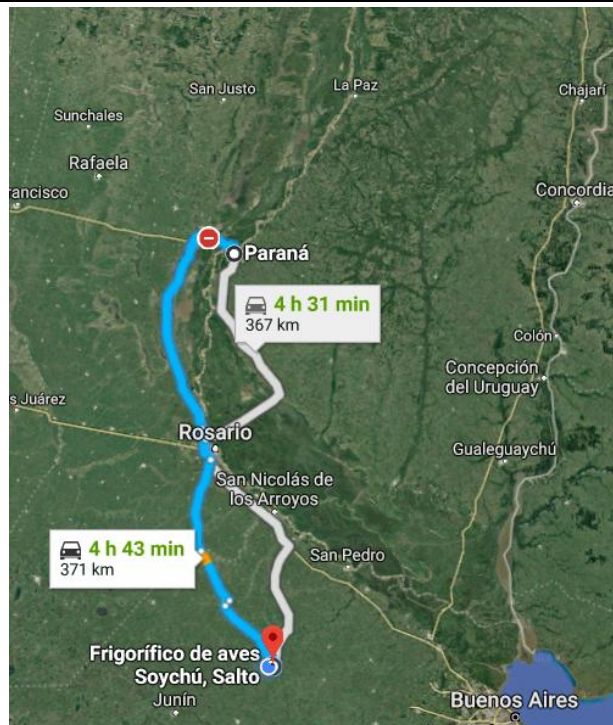 San Justo
La Paz
Chajarí
Sunchales
Rafaela
rancisco
Concordia
Paraná
4 h 31 min
367 km
Colón
Concepción
del Uruguay
s Juárez
Rosario
Gualeguaychú
San Nicolás de
los Arroyos
4 h 43 min
371 km
San Pedro
Frigorífico de aves
Soychú, Salto
Junín
Buenos Aires